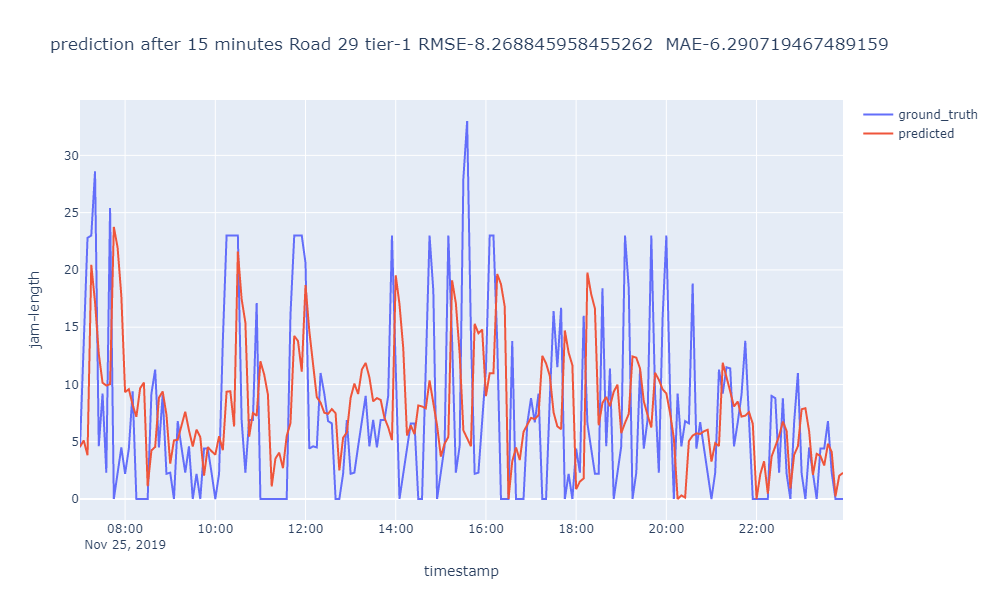 prediction after 15 minutes Road 29 tier-1 RMSE-8.268845958455262 MAE-6.290719467489159
ground_truth
predicted
jam-length
30
25
20
15
10
5
0
08:00 10:00 12:00 14:00 16:00 18:00 20:00 22:00
Nov 25, 2019
timestamp